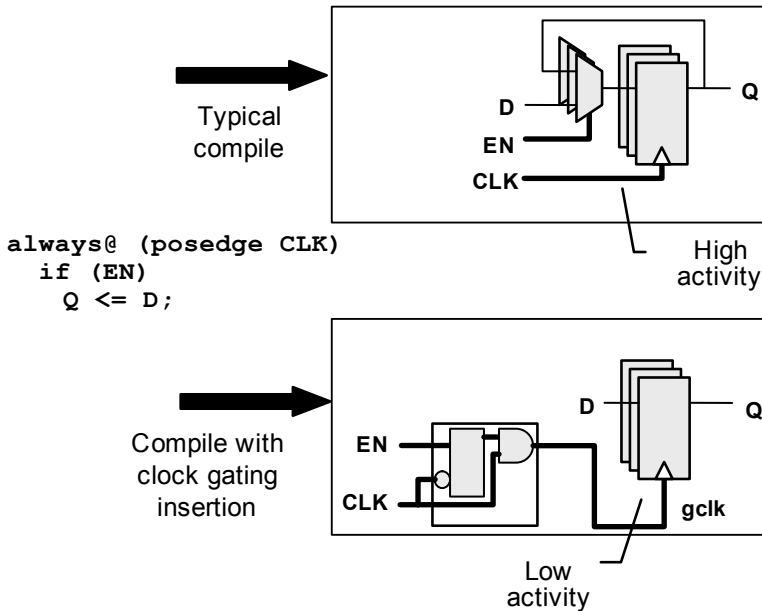 Typical
compile
D
EN
CLK
Q
High
activity
always@ (posedge CLK)
if (EN)
Q <= D;
Compile with
clock gating
insertion
EN
CLK
D
Q
gclk
Low
activity